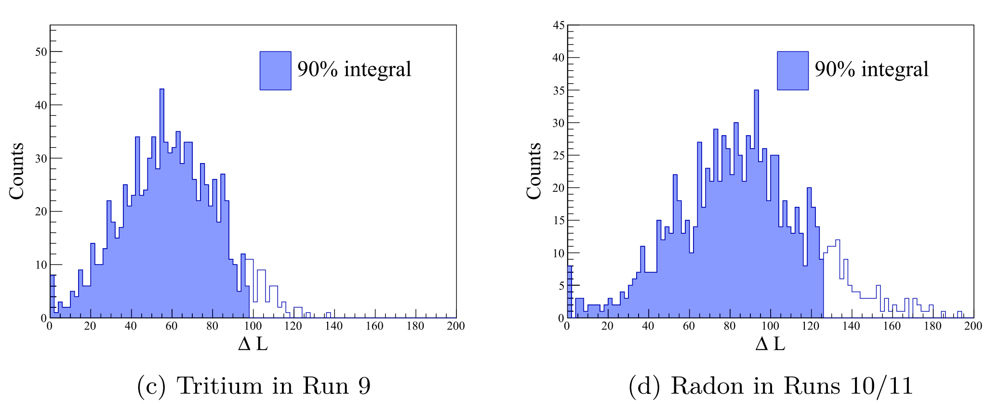 50
40
30
20
10
0
Counts
90% integral
0 20 40 60 80 100 120 140 160 180 200
Δ L
(c) Tritium in Run 9
45
40
35
30
25
20
15
10
5
0
Counts
90% integral
0 20 40 60 80 100 120 140 160 180 200
Δ L
(d) Radon in Runs 10/11